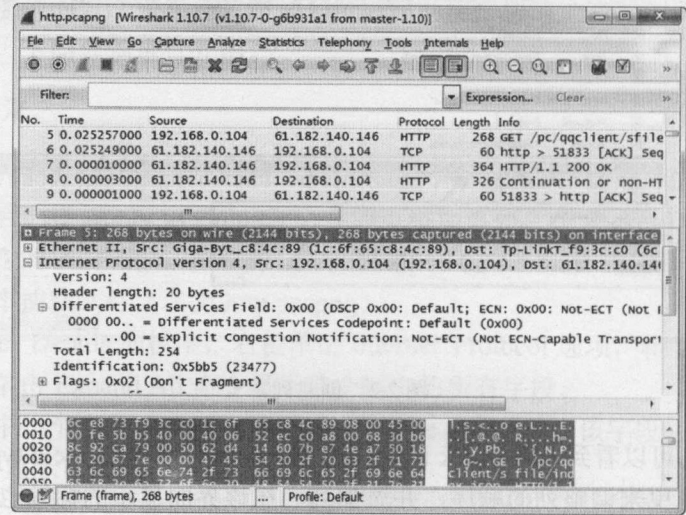 http.pcapng [Wireshark 1.10.7 (v1.10.7-0-g6b931a1 from master-1.10)]
File Edit View Go Capture Analyze Statistics Telephony Tools Internals Help
Filter: Expression... Clear
No. Time Source Destination Protocol Length Info
5 0.025257000 192.168.0.104 61.182.140.146 HTTP 268 GET /pc/qqclient/sfile
6 0.025249000 61.182.140.146 192.168.0.104 TCP 60 http > 51833 [ACK] Seq
7 0.000010000 61.182.140.146 192.168.0.104 HTTP 364 HTTP/1.1 200 OK
8 0.000003000 61.182.140.146 192.168.0.104 HTTP 326 Continuation or non-HT
9 0.000001000 192.168.0.104 61.182.140.146 TCP 60 51833 > http [ACK] Seq
Frame 5: 268 bytes on wire (2144 bits), 268 bytes captured (2144 bits) on interface
Ethernet II, Src: Giga-Byt_c8:4c:89 (1c:6f:65:c8:4c:89), Dst: Tp-LinkT_f9:3c:c0 (6c
Internet Protocol Version 4, Src: 192.168.0.104 (192.168.0.104), Dst: 61.182.140.14
Version: 4
Header length: 20 bytes
Differentiated Services Field: 0x00 (DSCP 0x00: Default; ECN: 0x00: Not-ECT (Not
0000 00.. = Differentiated Services Codepoint: Default (0x00)
.... ..00 = Explicit Congestion Notification: Not-ECT (Not ECN-Capable Transpor
Total Length: 254
Identification: 0x5bb5 (23477)
Flags: 0x02 (Don't Fragment)
0000 6c e8 73 f9 3c c0 1c 6f 65 c8 4c 89 08 00 45 00 l.s.<..o e.L...E.
0010 00 fe 5b b5 40 00 40 06 52 ec c0 a8 00 68 3d b6 ..[.@.@. R....h=.
0020 8c 92 ca 79 00 50 62 d4 14 60 7b e7 4e a7 50 18 ...y.Pb. .`{.N.P.
0030 fd 20 67 7e 00 00 47 45 54 20 2f 70 63 2f 71 71 . g~..GE T /pc/qq
0040 63 6c 69 65 6e 74 2f 73 66 69 6c 65 2f 69 6e 64 client/s file/ind
Frame (frame), 268 bytes ... Profile: Default